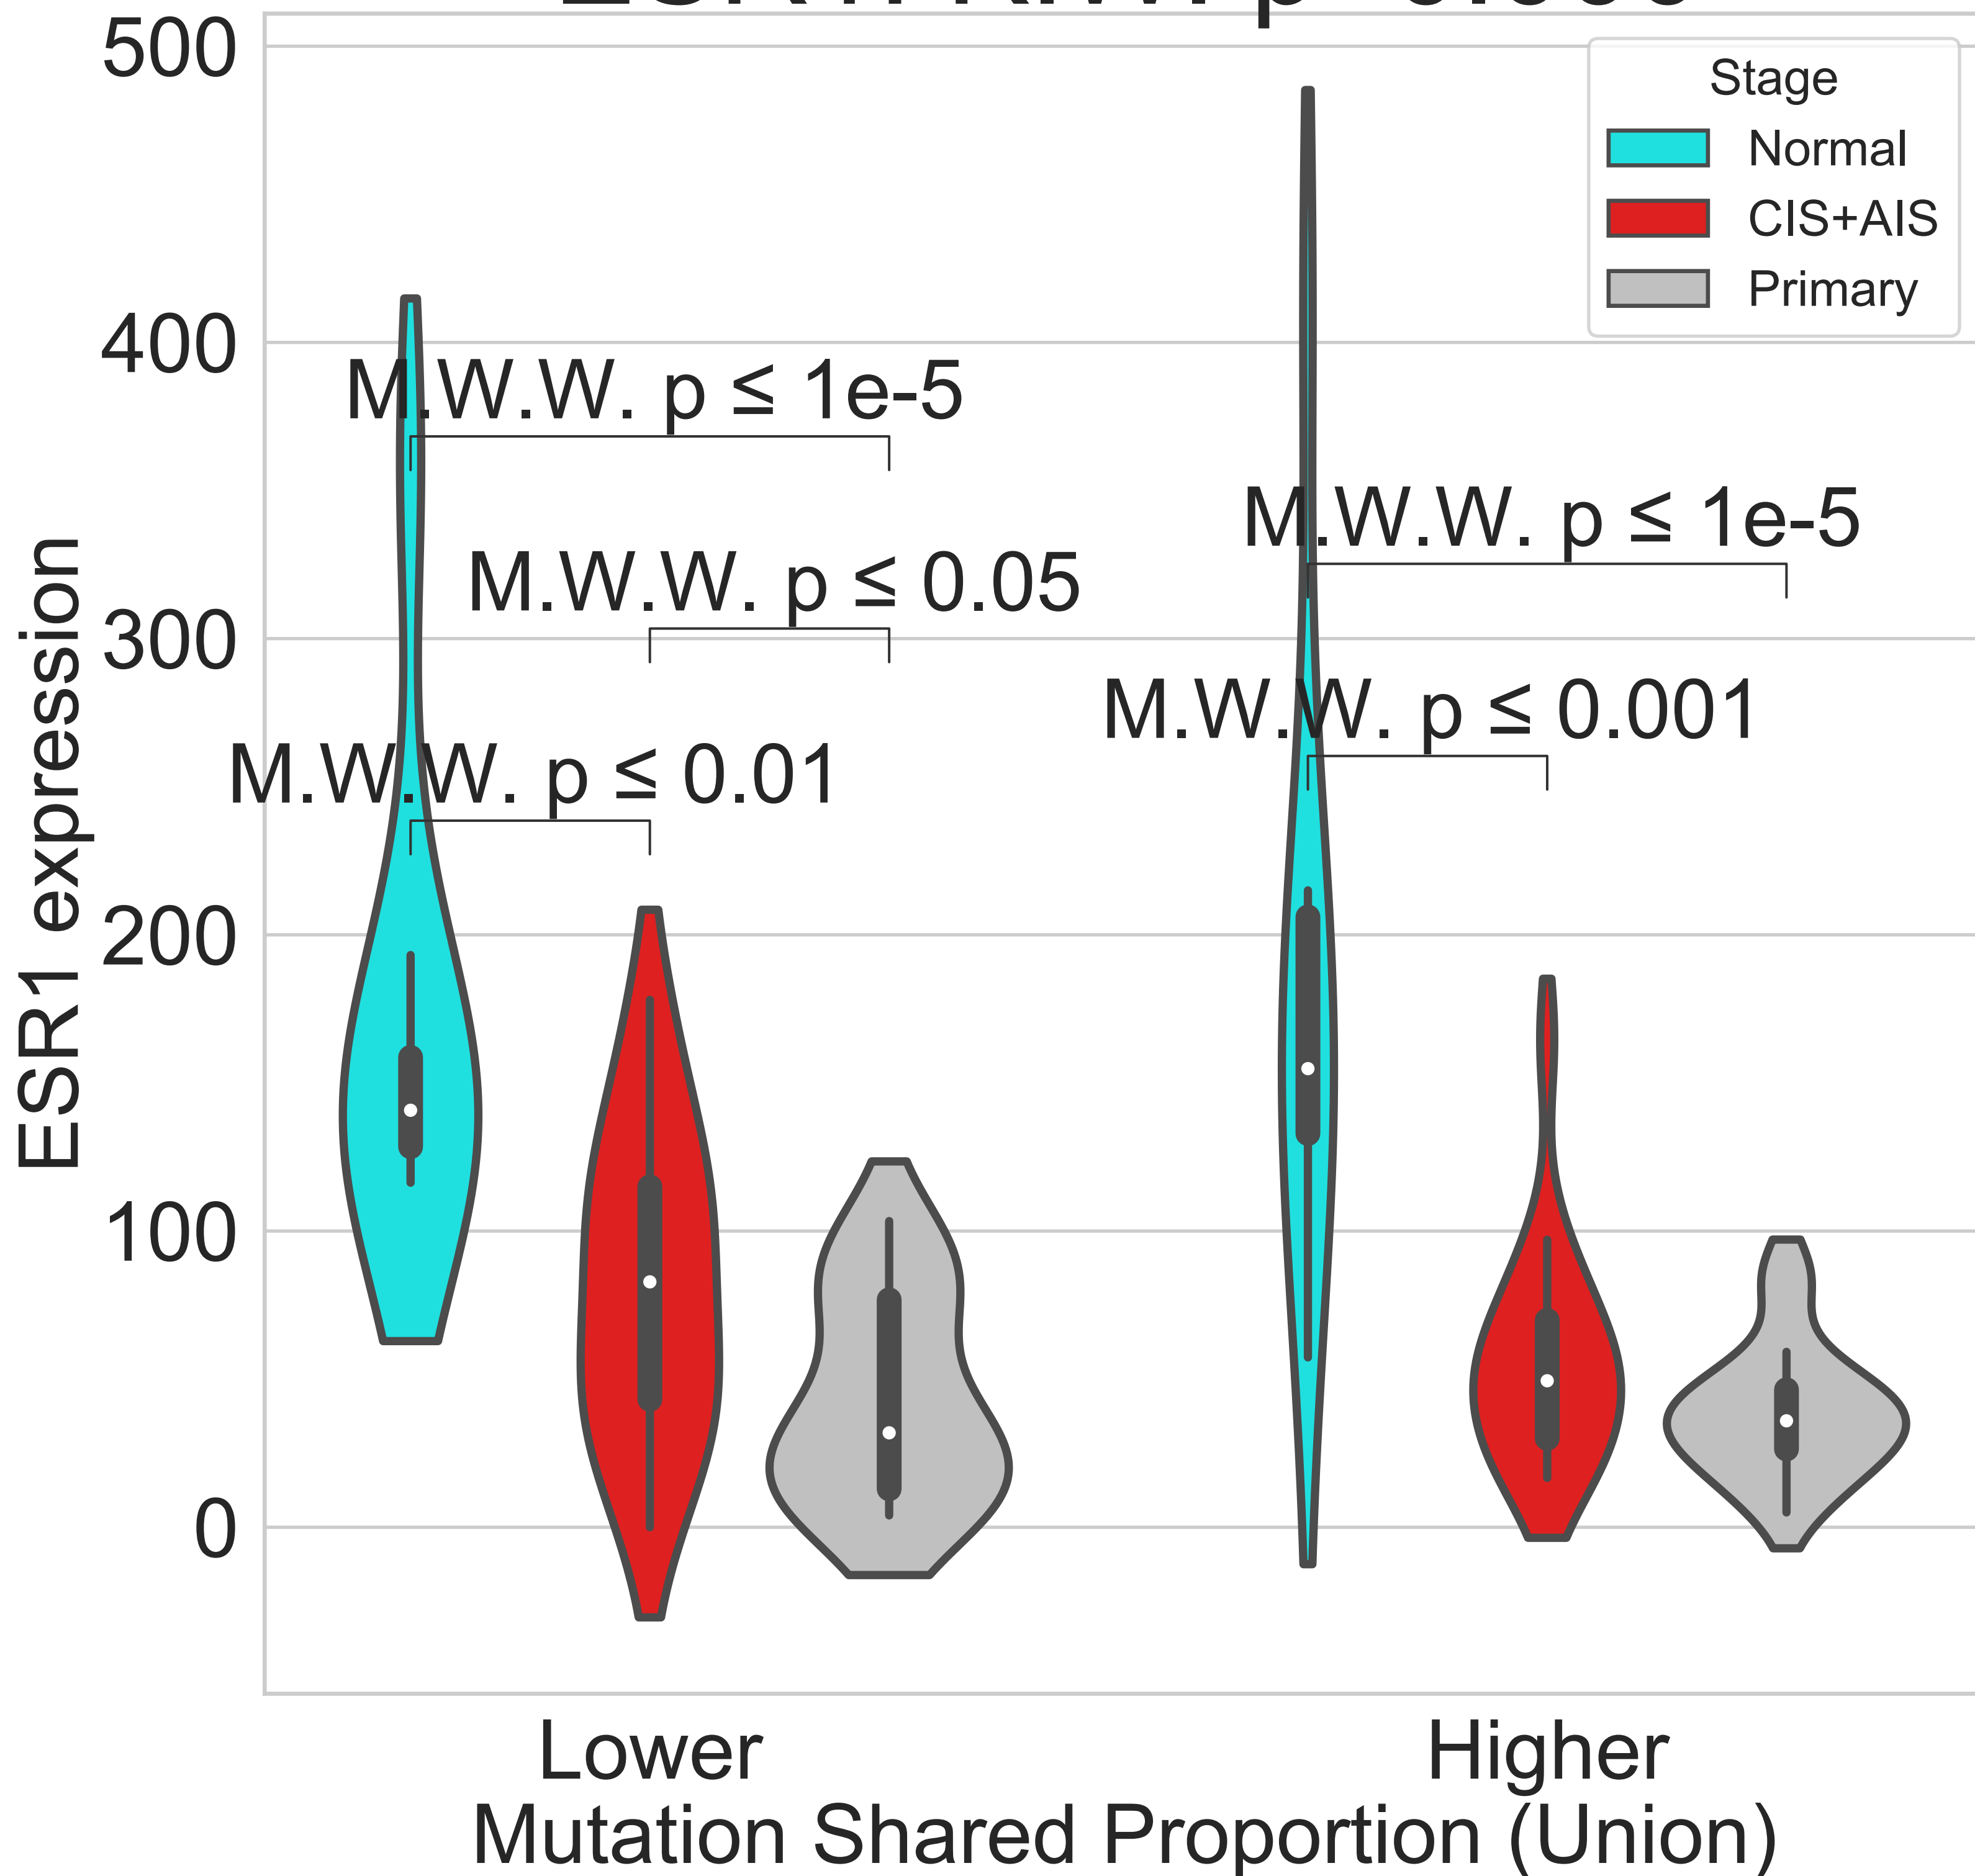 500
400
300
200
100
0
ESR1 expression
Stage
Normal
CIS+AIS
Primary
M.W.W. p ≤ 1e-5
M.W.W. p ≤ 0.05
M.W.W. p ≤ 0.01
M.W.W. p ≤ 1e-5
M.W.W. p ≤ 0.001
Lower
Higher
Mutation Shared Proportion (Union)